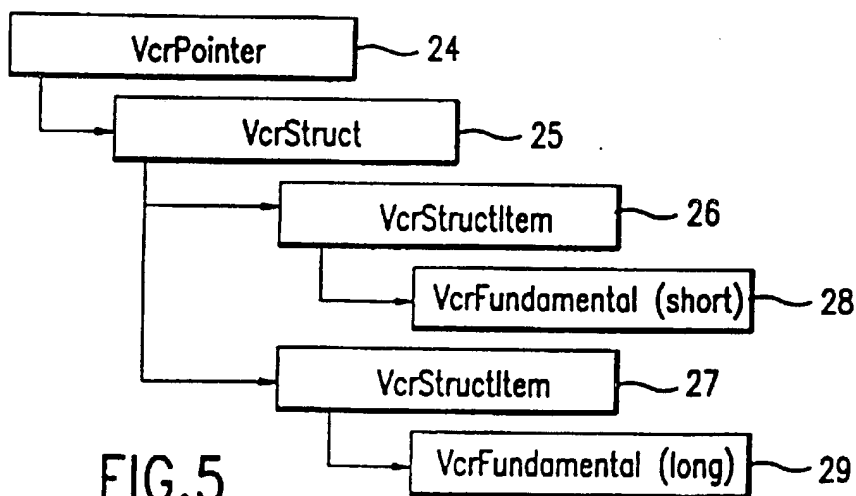 VcrPointer 24
VcrStruct 25
VcrStructItem 26
VcrFundamental (short) 28
VcrStructItem 27
VcrFundamental (long) 29
FIG.5